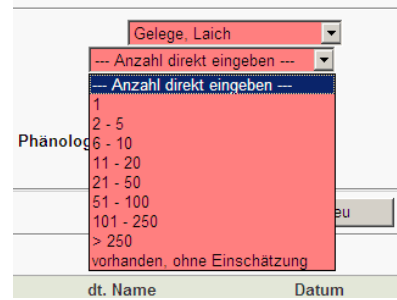 Gelege, Laich
--- Anzahl direkt eingeben ---
--- Anzahl direkt eingeben ---
1
2 - 5
Phänolog
6 - 10
11 - 20
21 - 50
51 - 100
101 - 250
eu
> 250
vorhanden, ohne Einschätzung
dt. Name Datum